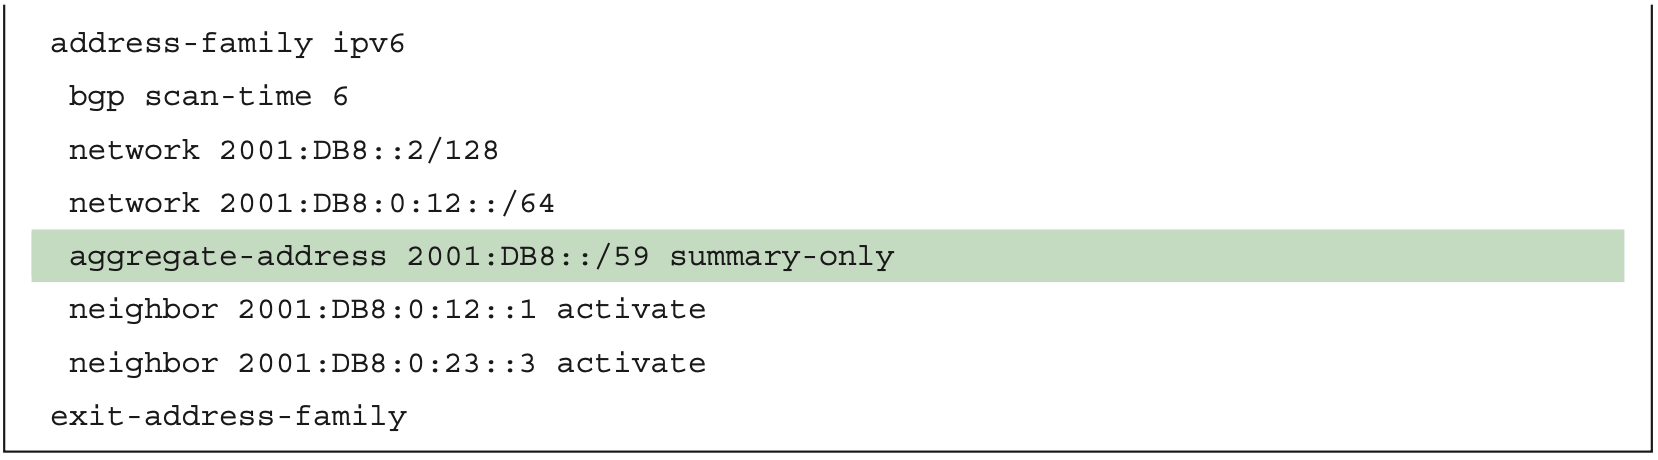 address-family ipv6
bgp scan-time 6
network 2001:DB8::2/128
network 2001:DB8:0:12::/64
aggregate-address 2001:DB8::/59 summary-only
neighbor 2001:DB8:0:12::1 activate
neighbor 2001:DB8:0:23::3 activate
exit-address-family